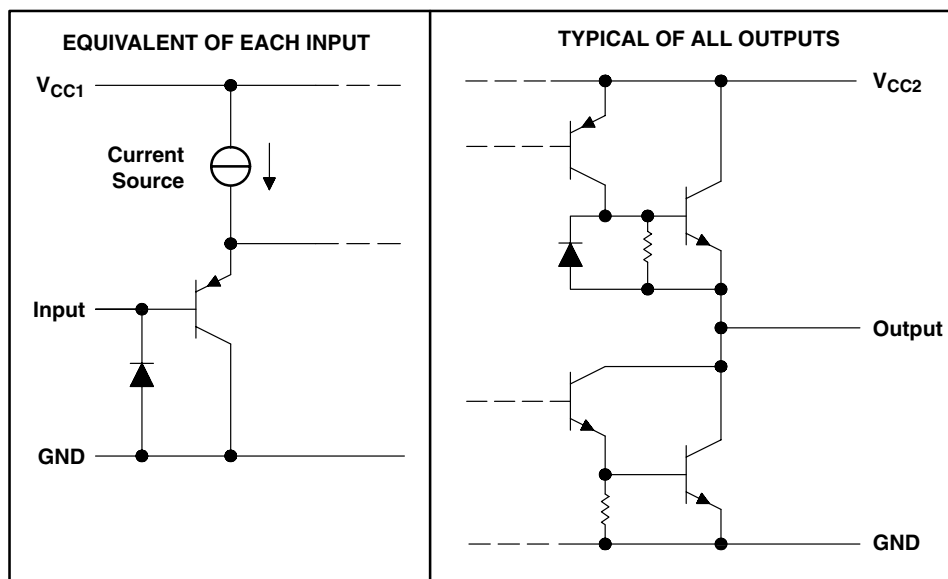 EQUIVALENT OF EACH INPUT
VCC1
Current
Source
Input
GND
TYPICAL OF ALL OUTPUTS
VCC2
Output
GND